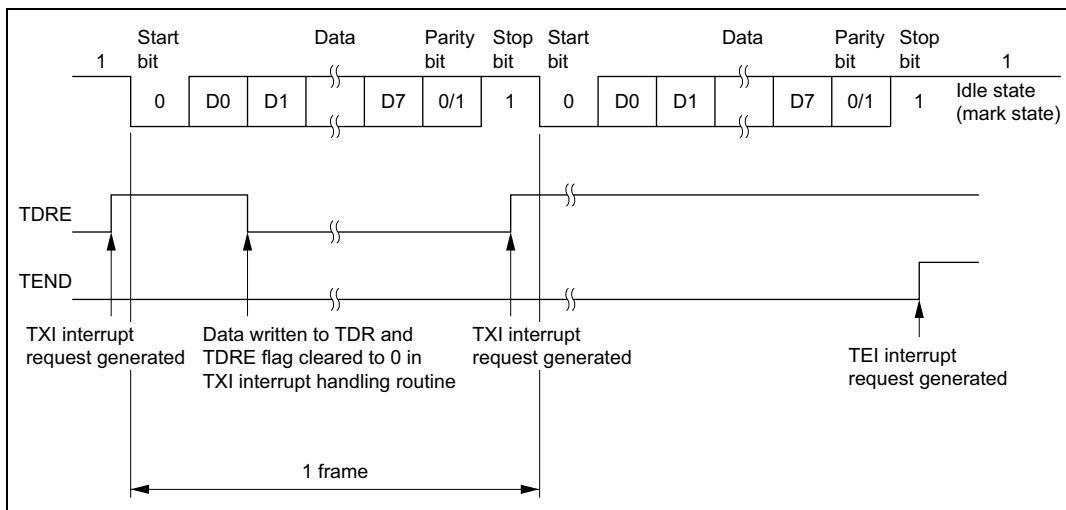 1
Start bit
Data
Parity bit
Stop bit
Start bit
Data
Parity bit
Stop bit
1
0
D0
D1
D7
0/1
1
0
D0
D1
D7
0/1
1
Idle state
(mark state)
TDRE
TEND
TXI interrupt
request generated
Data written to TDR and
TDRE flag cleared to 0 in
TXI interrupt handling routine
TXI interrupt
request generated
TEI interrupt
request generated
1 frame